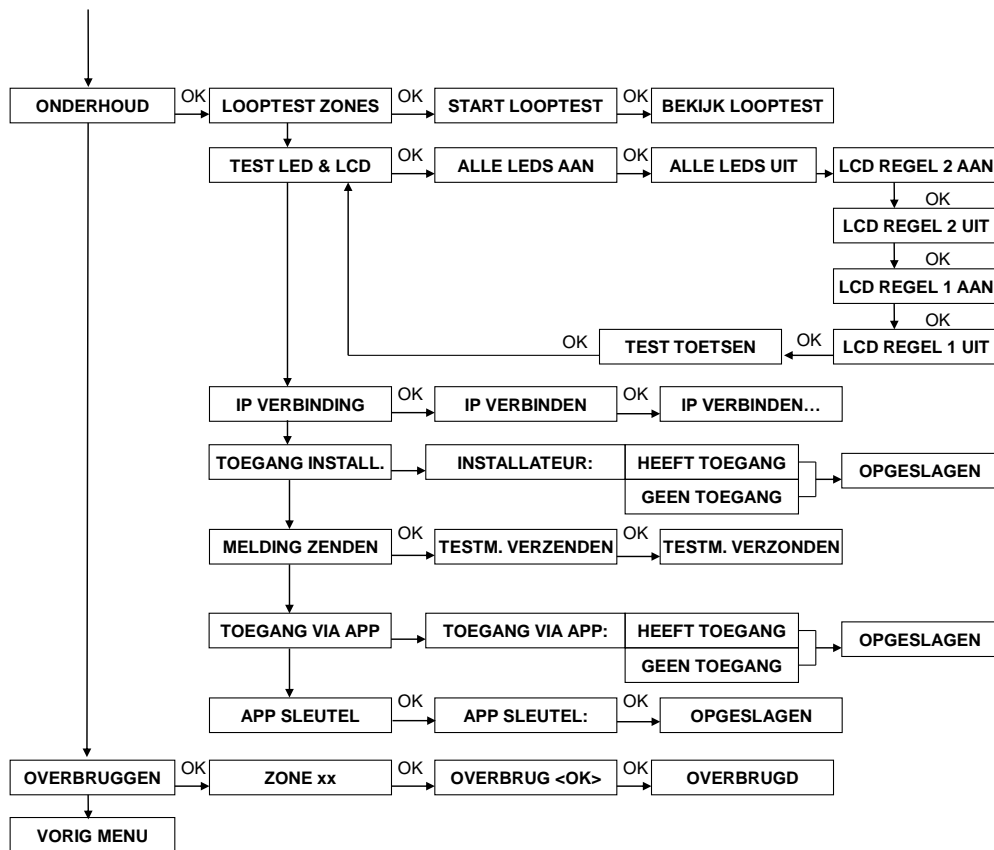 ONDERHOUD OK LOOPTEST ZONES OK START LOOPTEST OK BEKIJK LOOPTEST
TEST LED & LCD OK ALLE LEDS AAN OK ALLE LEDS UIT LCD REGEL 2 AAN
OK
LCD REGEL 2 UIT
OK
LCD REGEL 1 AAN
OK
OK TEST TOETSEN OK LCD REGEL 1 UIT
IP VERBINDING OK IP VERBINDEN OK IP VERBINDEN…
TOEGANG INSTALL. INSTALLATEUR: HEEFT TOEGANG OPGESLAGEN
GEEN TOEGANG
MELDING ZENDEN OK TESTM. VERZENDEN OK TESTM. VERZONDEN
TOEGANG VIA APP TOEGANG VIA APP: HEEFT TOEGANG OPGESLAGEN
GEEN TOEGANG
APP SLEUTEL OK APP SLEUTEL: OK OPGESLAGEN
OVERBRUGGEN OK ZONE xx OK OVERBRUG <OK> OK OVERBRUGD
VORIG MENU